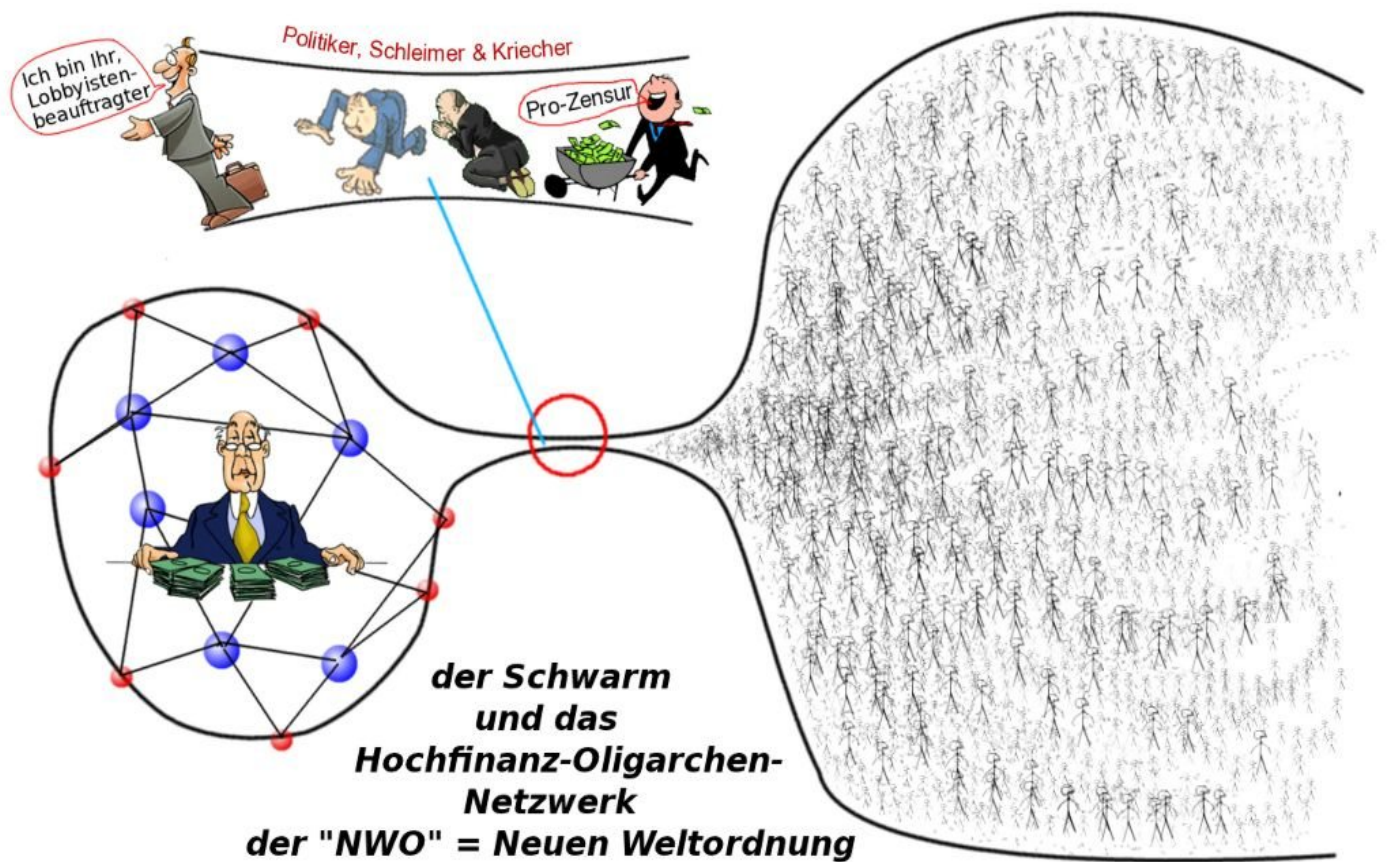 Politiker, Schleimer & Kriecher
Ich bin Ihr,
Lobbyisten-
beauftragter
Pro-Zensur
der Schwarm
und das
Hochfinanz-Oligarchen-
Netzwerk
der "NWO" = Neuen Weltordnung